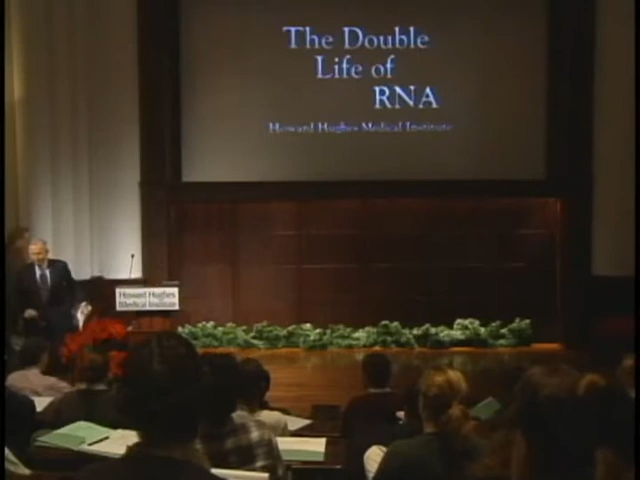 The Double
Life of
RNA
Howard Hughes Medical Institute
Howard Hughes
Medical Institute